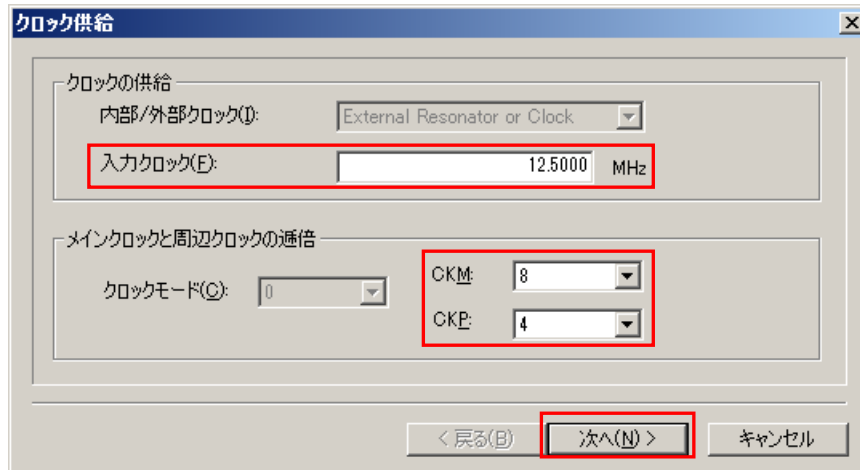 クロック供給
クロックの供給
内部/外部クロック(I): External Resonator or Clock
入力クロック(F): 12.5000 MHz
メインクロックと周辺クロックの逓倍
クロックモード(C): 0 CKM: 8
CKP: 4
< 戻る(B) 次へ(N) > キャンセル